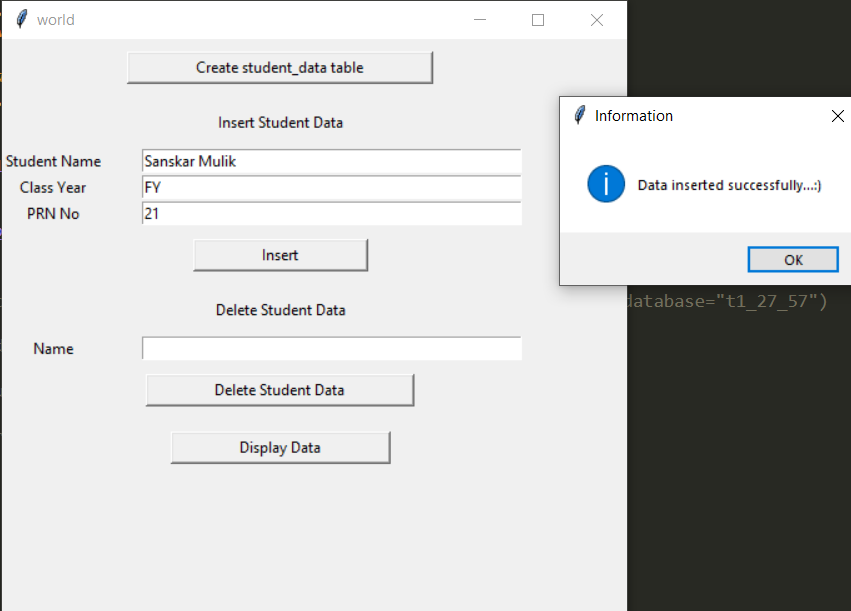 world
Create student_data table
Insert Student Data
Student Name Sanskar Mulik
Class Year FY
PRN No 21
Insert
Delete Student Data
Name
Delete Student Data
Display Data
Information
Data inserted successfully...:)
OK
database="t1_27_57")